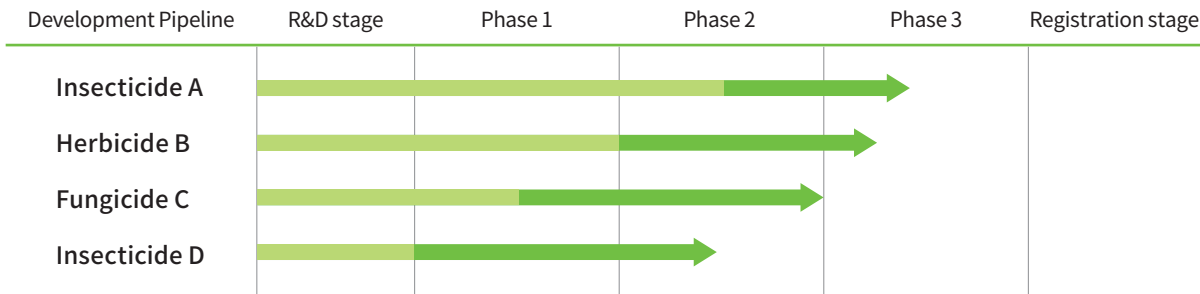 Development Pipeline R&D stage Phase 1 Phase 2 Phase 3 Registration stage
Insecticide A
Herbicide B
Fungicide C
Insecticide D